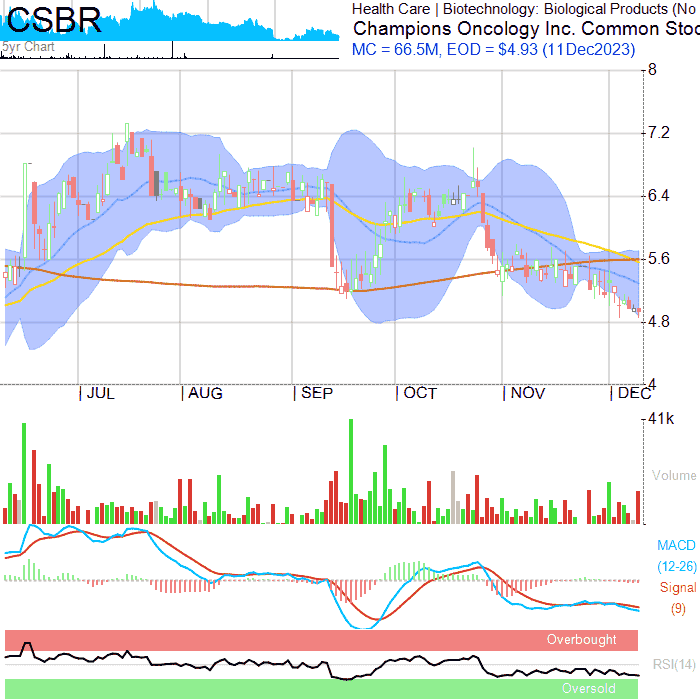 CSBR
Health Care | Biotechnology: Biological Products (No
Champions Oncology Inc. Common Stoc
MC = 66.5M, EOD = $4.93 (11Dec2023)
5yr Chart
8
7.2
6.4
5.6
4.8
4
JUL
AUG
SEP
OCT
NOV
DEC
41k
Volume
MACD
(12-26)
Signal
(9)
Overbought
RSI(14)
Oversold